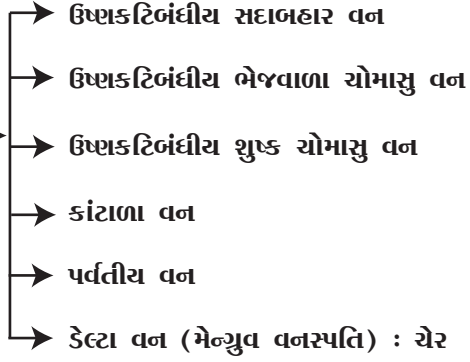 ઉષ્ણકટિબંધીય સદાબહાર વન
ઉષ્ણકટિબંધીય ભેજવાળા ચોમાસુ વન
ઉષ્ણકટિબંધીય શુષ્ક ચોમાસુ વન
કાંટાળા વન
પર્વતીય વન
ડેલ્ટા વન (મેન્ગ્રુવ વનસ્પતિ) : ચેર